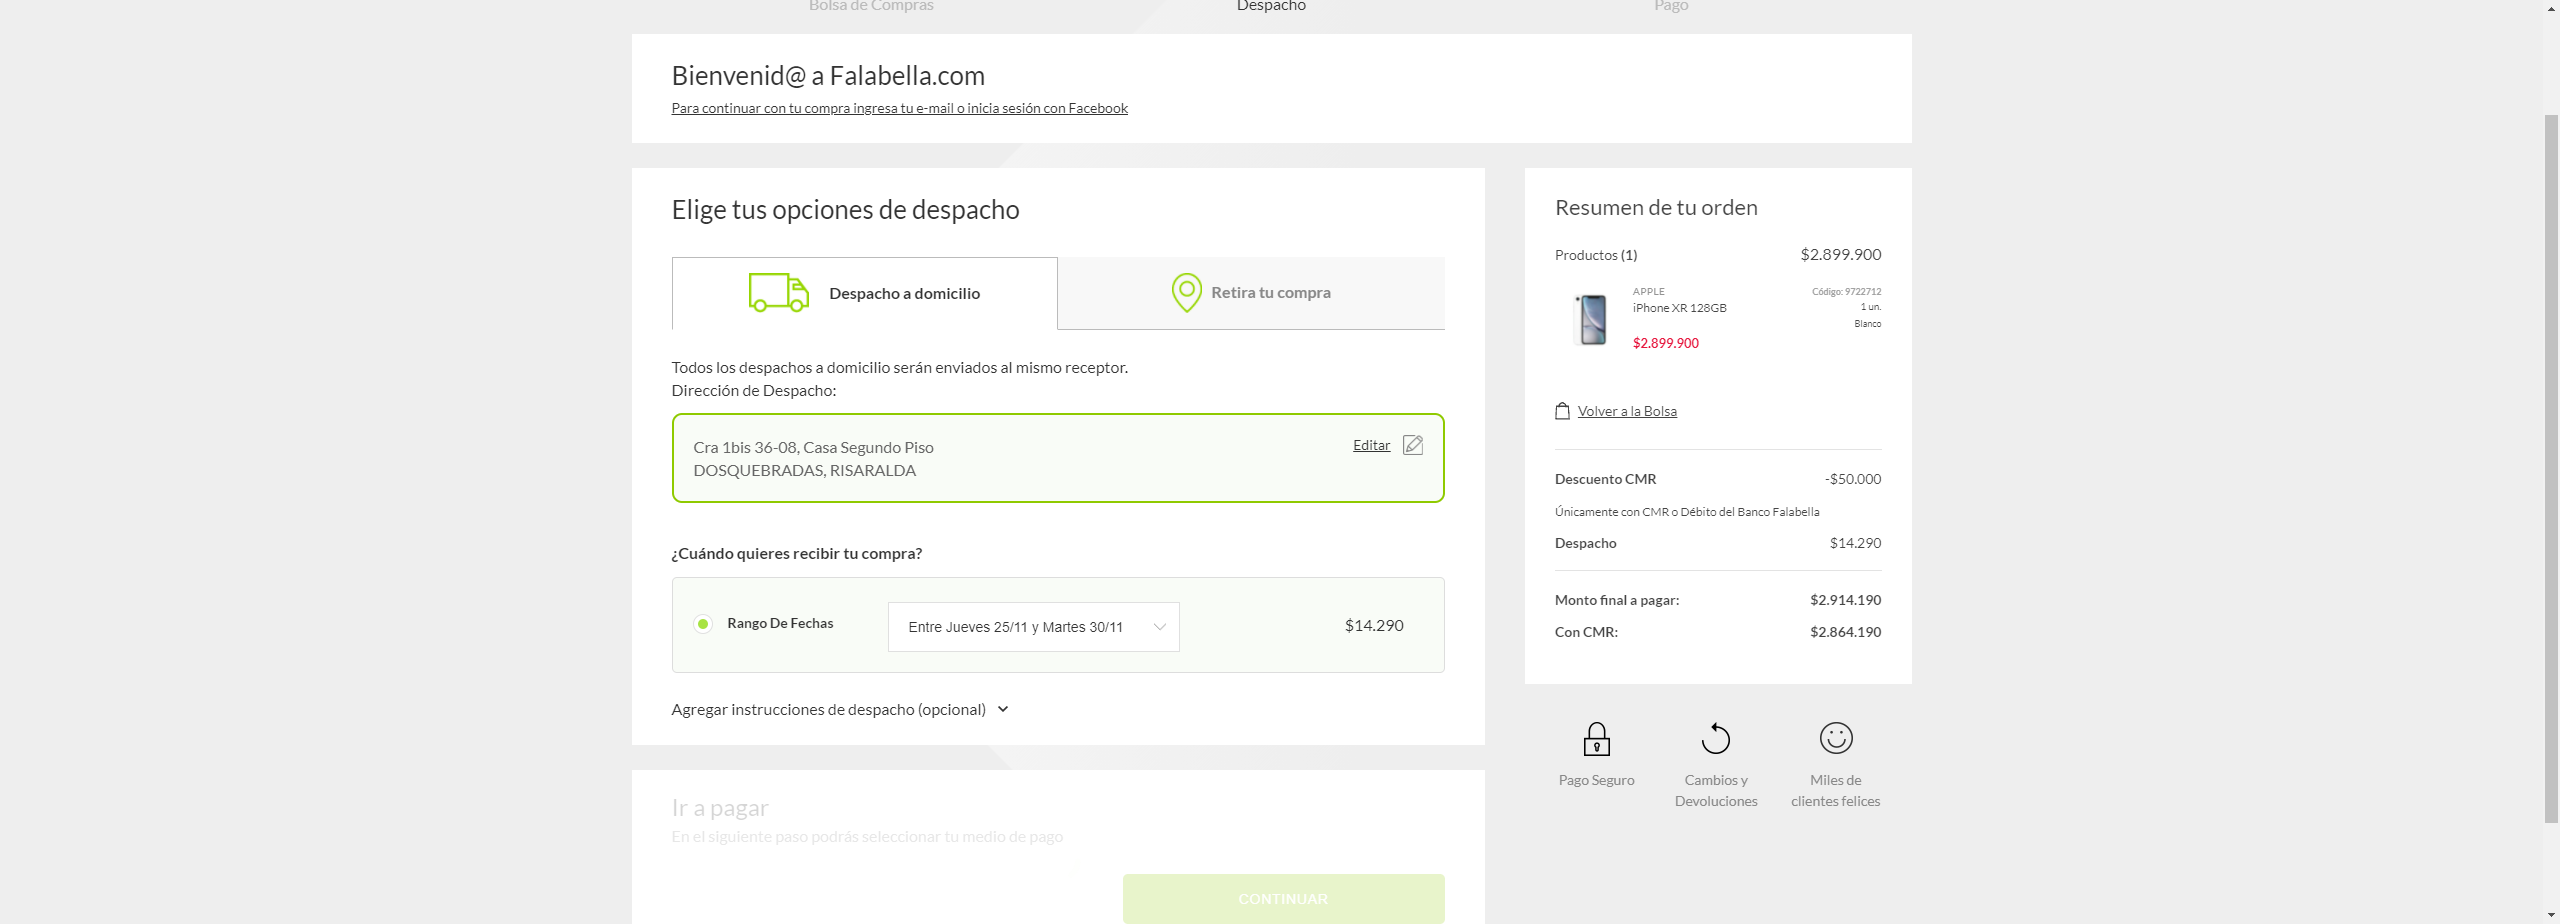 Bolsa de Compras
Despacho
Pago
Bienvenid@ a Falabella.com
Para continuar con tu compra ingresa tu e-mail o inicia sesión con Facebook
Elige tus opciones de despacho
Despacho a domicilio
Retira tu compra
Todos los despachos a domicilio serán enviados al mismo receptor.
Dirección de Despacho:
Cra 1bis 36-08, Casa Segundo Piso
Editar
DOSQUEBRADAS, RISARALDA
¿Cuándo quieres recibir tu compra?
Rango De Fechas
Entre Jueves 25/11 y Martes 30/11
$14.290
Agregar instrucciones de despacho (opcional)
Ir a pagar
En el siguiente paso podrás seleccionar tu medio de pago
CONTINUAR
Resumen de tu orden
Productos (1) $2.899.900
APPLE
Código: 9722712
iPhone XR 128GB
1 un.
Blanco
$2.899.900
Volver a la Bolsa
Descuento CMR -$50.000
Únicamente con CMR o Débito del Banco Falabella
Despacho $14.290
Monto final a pagar: $2.914.190
Con CMR: $2.864.190
Pago Seguro
Cambios y
Devoluciones
Miles de
clientes felices